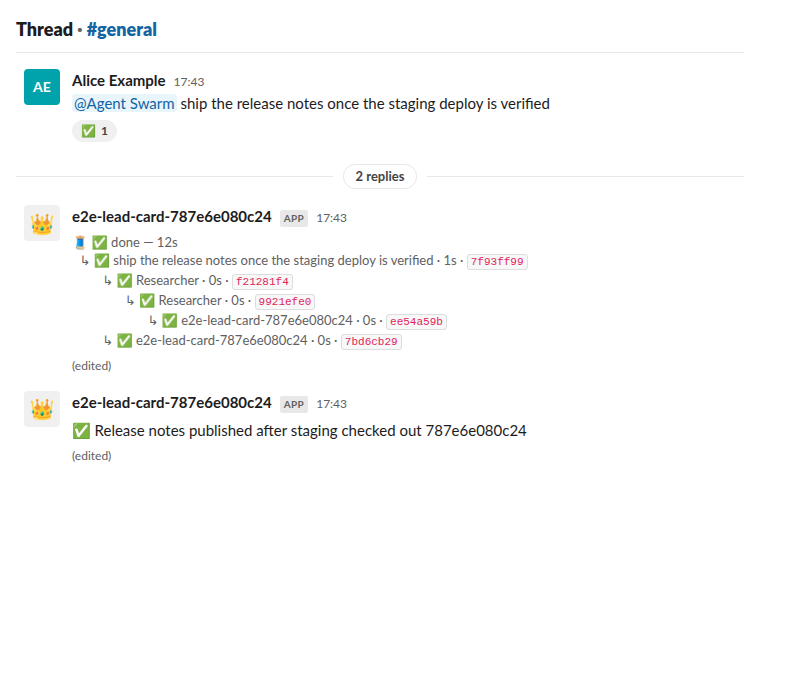 Thread • #general
AE
Alice Example 17:43
@Agent Swarm ship the release notes once the staging deploy is verified
✅ 1
2 replies
e2e-lead-card-787e6e080c24 APP 17:43
🧵 ✅ done — 12s
↳ ✅ ship the release notes once the staging deploy is verified · 1s · 7f93ff99
↳ ✅ Researcher · 0s · f21281f4
↳ ✅ Researcher · 0s · 9921efe0
↳ ✅ e2e-lead-card-787e6e080c24 · 0s · ee54a59b
↳ ✅ e2e-lead-card-787e6e080c24 · 0s · 7bd6cb29
(edited)
e2e-lead-card-787e6e080c24 APP 17:43
✅ Release notes published after staging checked out 787e6e080c24
(edited)